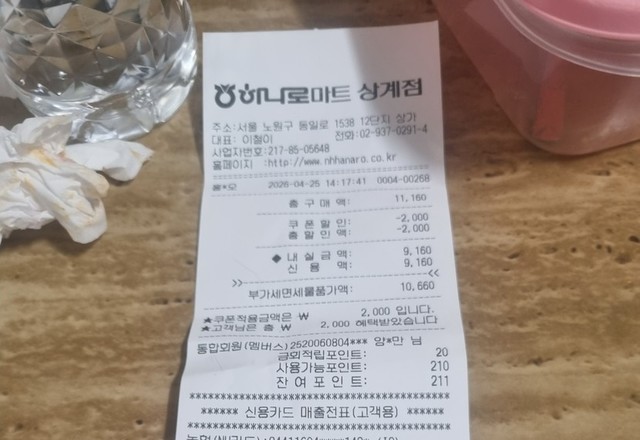 하나로마트 상계점
주소:서울 노원구 동일로 1538 12단지 상가
대표: 이철이 전화:02-937-0291-4
사업자번호:217-85-05648
홈페이지 :http://www.nhhanaro.co.kr
2026-04-25 14:17:41 0004-00268
총 구 매 액: 11,160
쿠 폰 할 인: -2,000
총 할 인 액: -2,000
◆ 내 실 금 액: 9,160
신 용 액: 9,160
>> <<
부가세면세물품가액: 10,660
★쿠폰적용금액은 ₩ 2,000 입니다.
★고객님은 총 ₩ 2,000 혜택받았습니다
통합회원(멤버스)2520060804*** 양*만 님
금회적립포인트: 20
사용가능포인트: 210
잔 여 포 인 트: 211
************************************
****** 신용카드 매출전표(고객용) ******
************************************